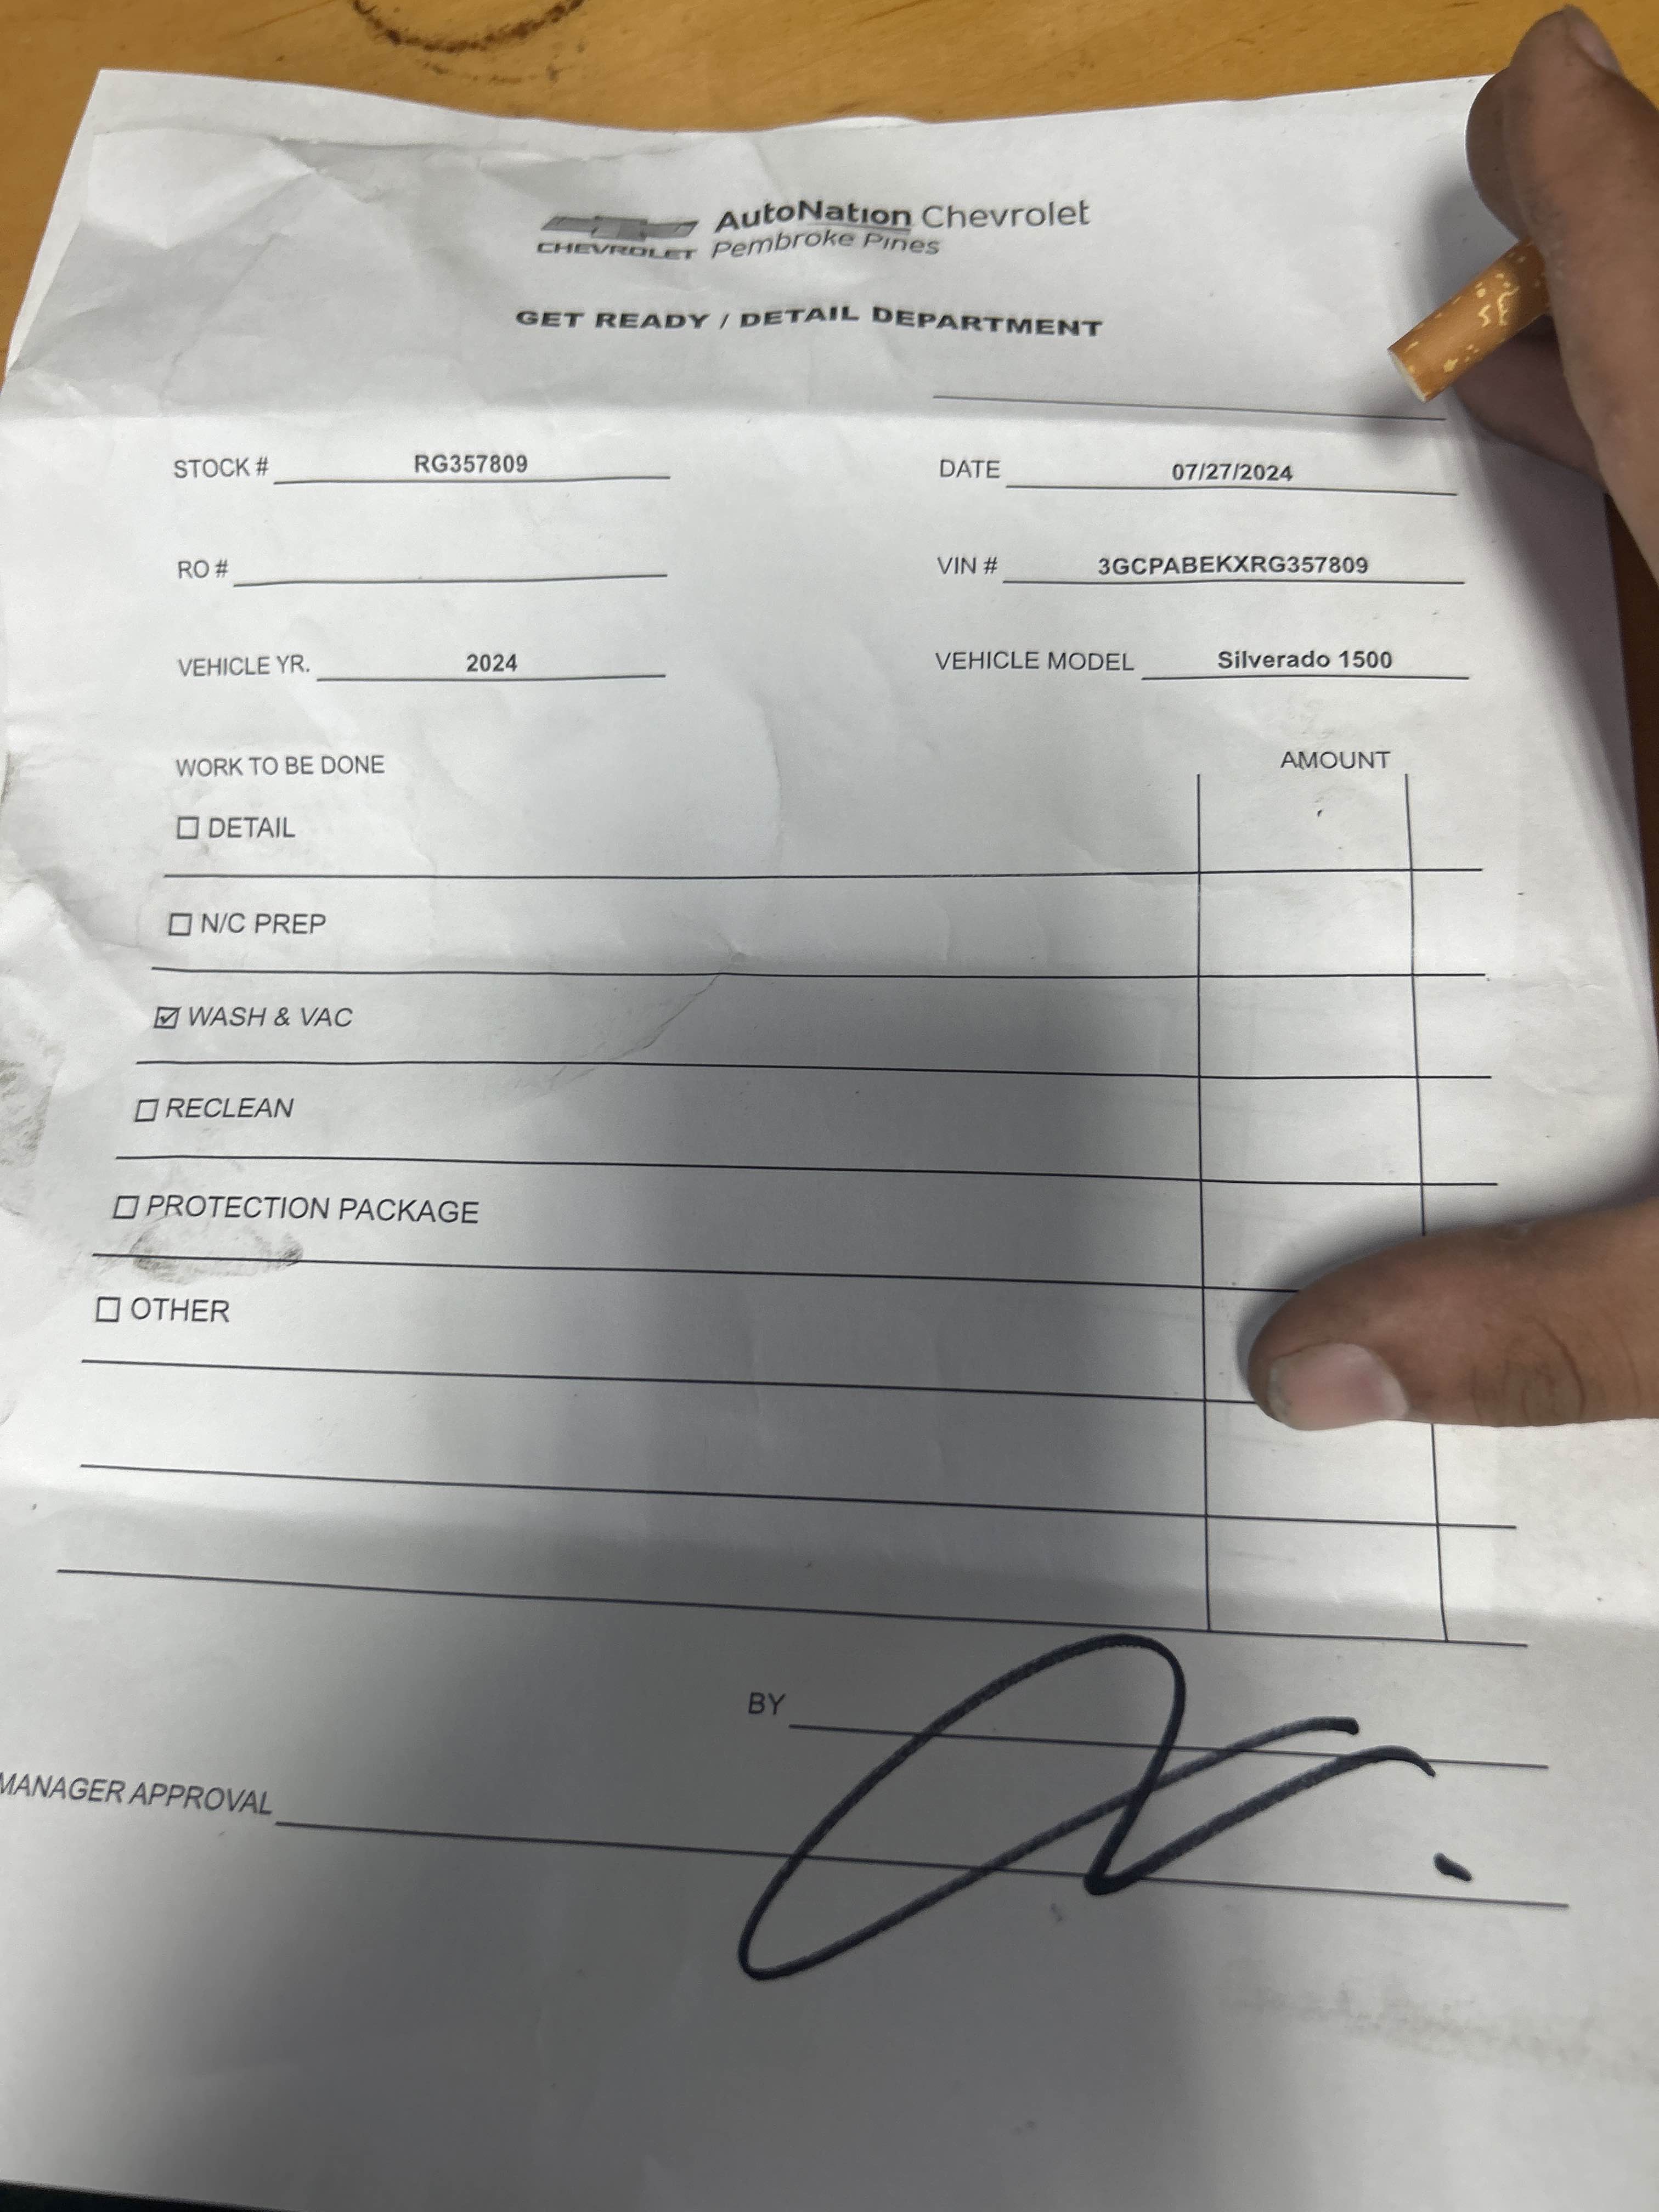 AutoNation Chevrolet
CHEVROLET Pembroke Pines
GET READY / DETAIL DEPARTMENT
STOCK # RG357809 DATE 07/27/2024
RO # VIN # 3GCPABEKXRG357809
VEHICLE YR. 2024 VEHICLE MODEL Silverado 1500
WORK TO BE DONE AMOUNT
☐ DETAIL
☐ N/C PREP
☑ WASH & VAC
☐ RECLEAN
☐ PROTECTION PACKAGE
☐ OTHER
BY
MANAGER APPROVAL